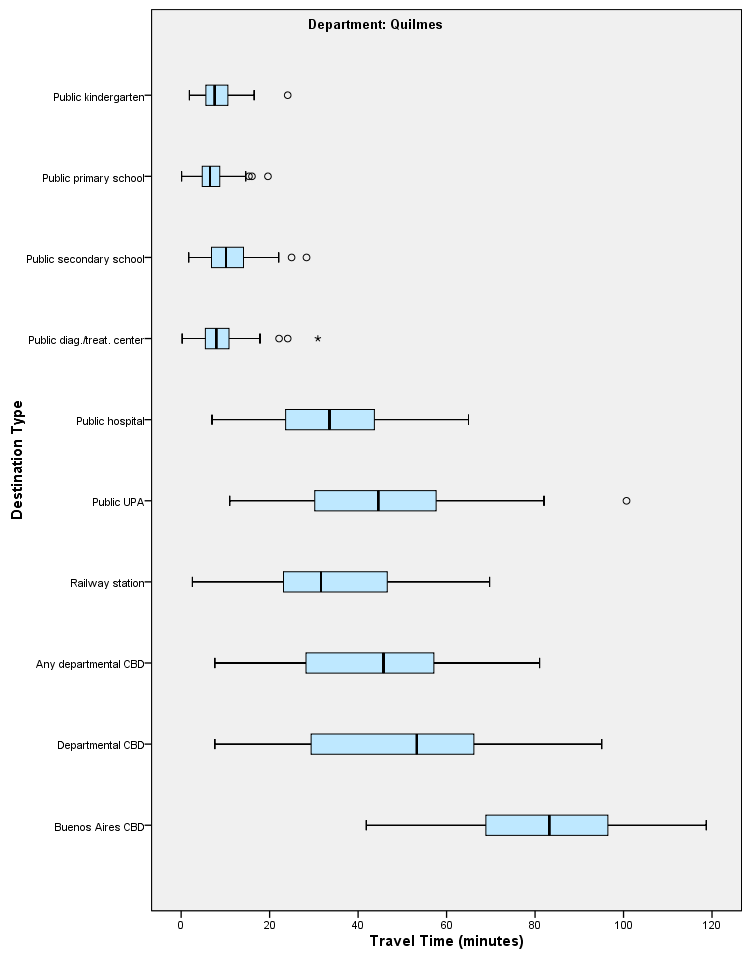 Department: Quilmes
Public kindergarten
Public primary school
Public secondary school
Public diag./treat. center
Public hospital
Public UPA
Railway station
Any departmental CBD
Departmental CBD
Buenos Aires CBD
Destination Type
0 20 40 60 80 100 120
Travel Time (minutes)